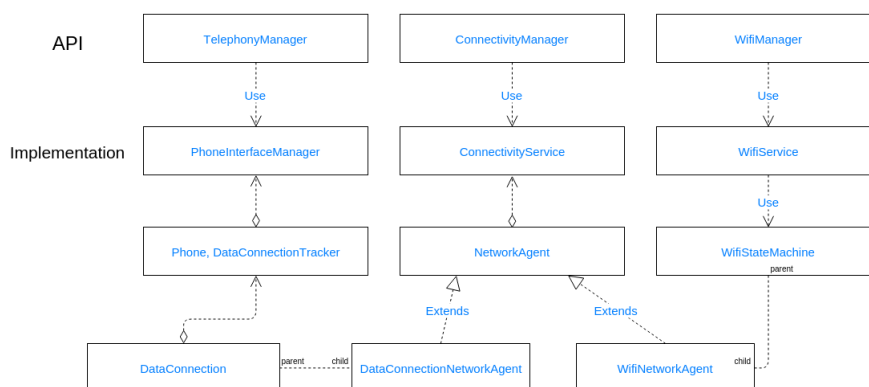 API
TelephonyManager
ConnectivityManager
WifiManager
Use
Use
Use
Implementation
PhoneInterfaceManager
ConnectivityService
WifiService
Use
Phone, DataConnectionTracker
NetworkAgent
WifiStateMachine
parent
Extends
Extends
DataConnection
parent
child
DataConnectionNetworkAgent
WifiNetworkAgent
child